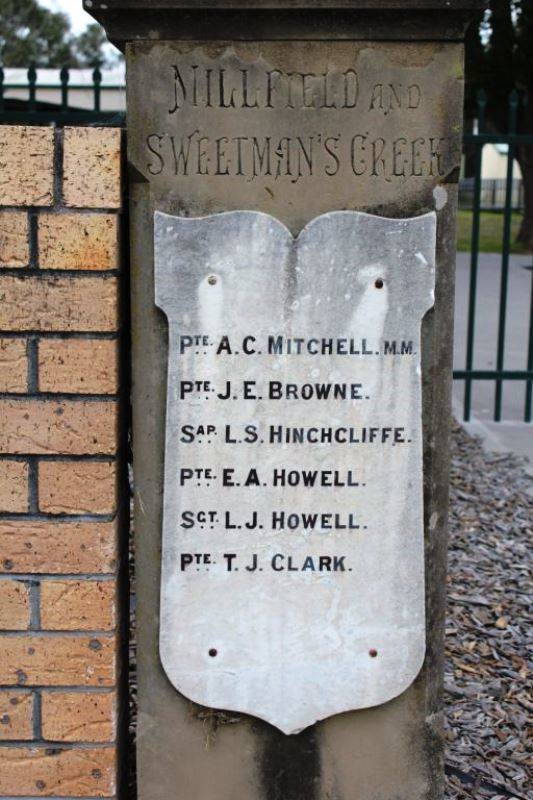 MILLFIELD AND
SWEETMAN'S CREEK
PTE. A.C. MITCHELL. M.M.
PTE. J.E. BROWNE.
SAP. L.S. HINCHCLIFFE.
PTE. E.A. HOWELL.
SGT. L.J. HOWELL.
PTE. T.J. CLARK.